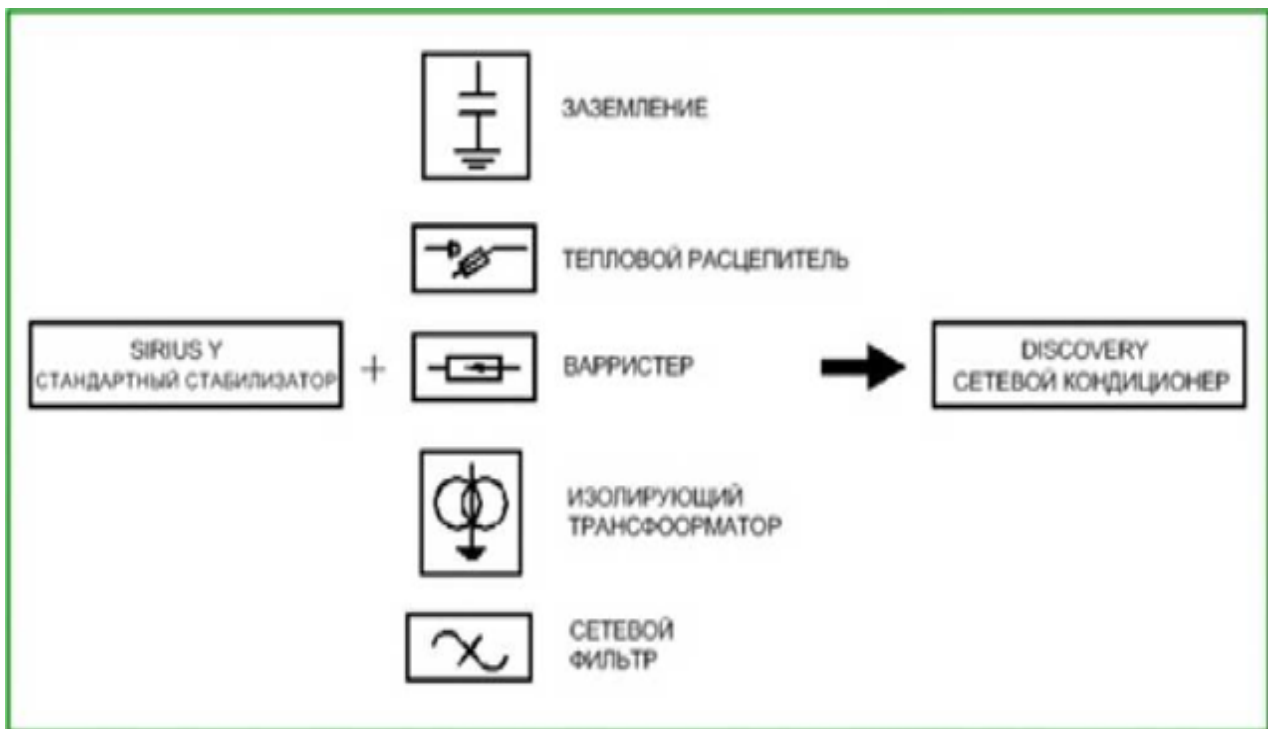 ЗАЗЕМЛЕНИЕ
ТЕПЛОВОЙ РАСЦЕПИТЕЛЬ
SIRIUS Y
СТАНДАРТНЫЙ СТАБИЛИЗАТОР
+
ВАРРИСТЕР
DISCOVERY
СЕТЕВОЙ КОНДИЦИОНЕР
ИЗОЛИРУЮЩИЙ
ТРАНСФООРМАТОР
СЕТЕВОЙ
ФИЛЬТР